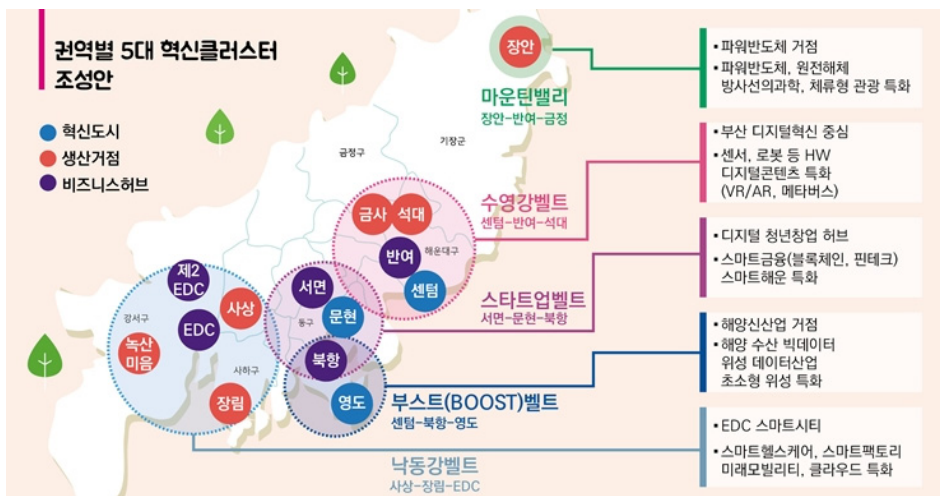 권역별 5대 혁신클러스터
조성안
혁신도시
생산거점
비즈니스허브
장안
마운틴밸리
장안-반여-금정
금정구
기장군
파워반도체 거점
파워반도체, 원전해체
방사선의과학, 체류형 관광 특화
금사
석대
반여
해운대구
센텀
수영강벨트
센텀-반여-석대
부산 디지털혁신 중심
센서, 로봇 등 HW
디지털콘텐츠 특화
(VR/AR, 메타버스)
서면
문현
동구
북항
스타트업벨트
서면-문현-북항
디지털 청년창업 허브
스마트금융(블록체인, 핀테크)
스마트해운 특화
영도
부스트(BOOST)벨트
센텀-북항-영도
해양신산업 거점
해양 수산 빅데이터
위성 데이터산업
초소형 위성 특화
제2
EDC
사상
강서구
EDC
녹산
미음
사하구
장림
낙동강벨트
사상-장림-EDC
EDC 스마트시티
스마트헬스케어, 스마트팩토리
미래모빌리티, 클라우드 특화